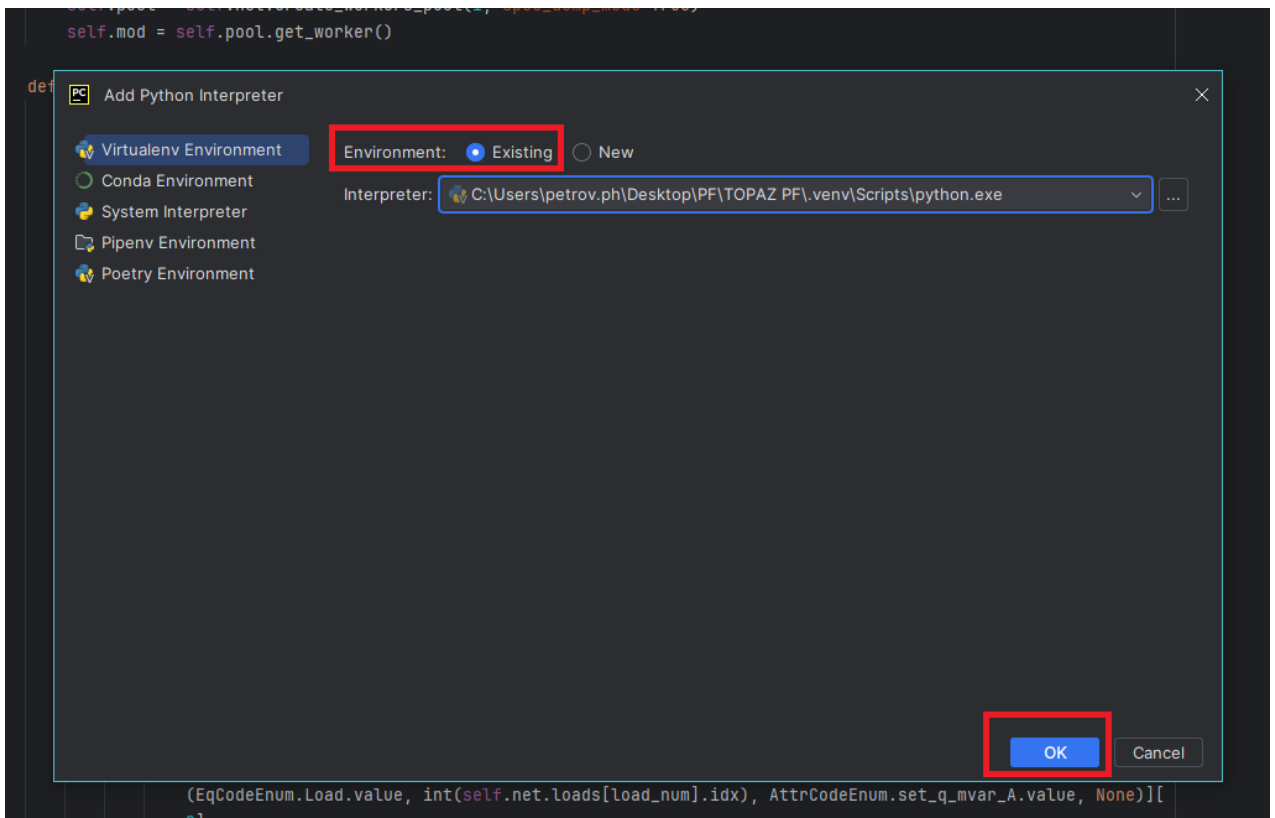 self.mod = self.pool.get_worker()
def
PC Add Python Interpreter
Virtualenv Environment
Environment: Existing New
Conda Environment
Interpreter: C:\Users\petrov.ph\Desktop\PF\TOPAZ PF\.venv\Scripts\python.exe ...
System Interpreter
Pipenv Environment
Poetry Environment
OK Cancel
(EqCodeEnum.Load.value, int(self.net.loads[load_num].idx), AttrCodeEnum.set_q_mvar_A.value, None)][